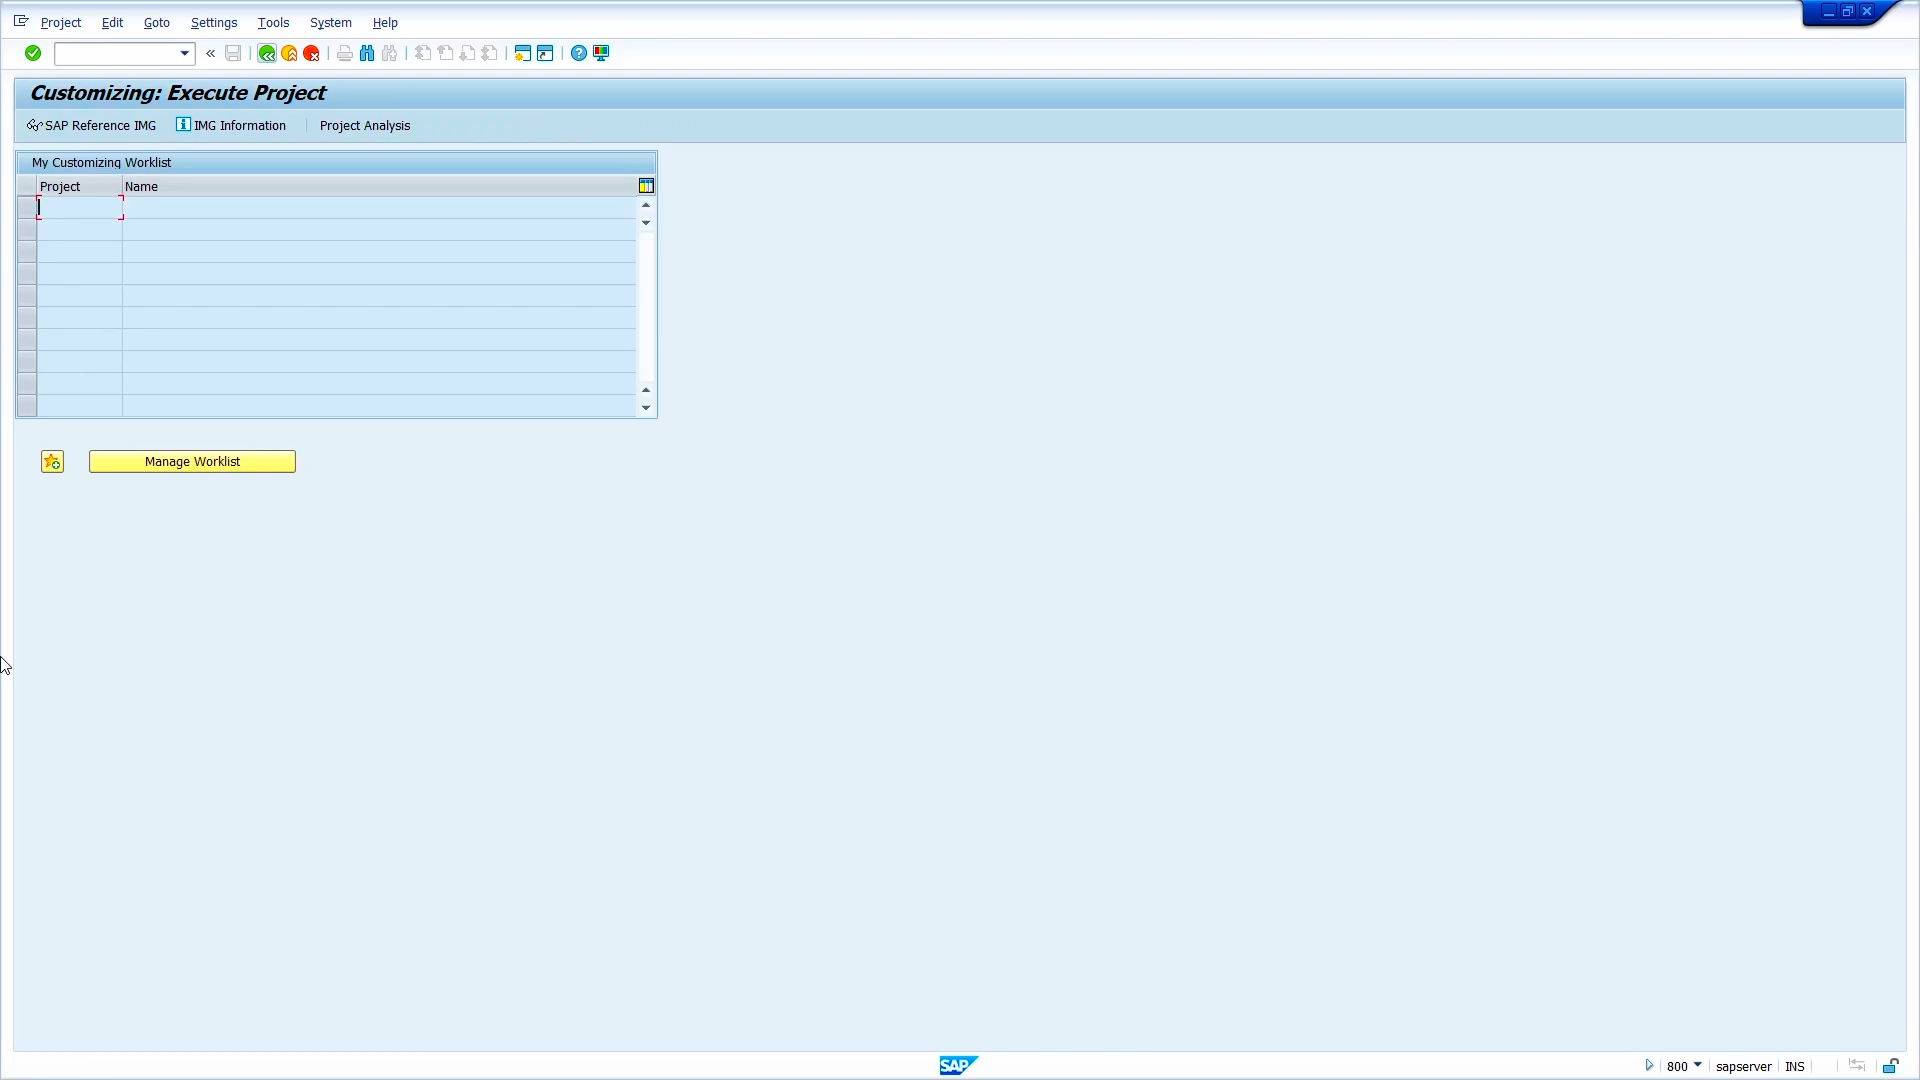 Project Edit Goto Settings Tools System Help
Customizing: Execute Project
SAP Reference IMG IMG Information Project Analysis
My Customizing Worklist
Project Name
Manage Worklist
SAP 800 sapserver INS